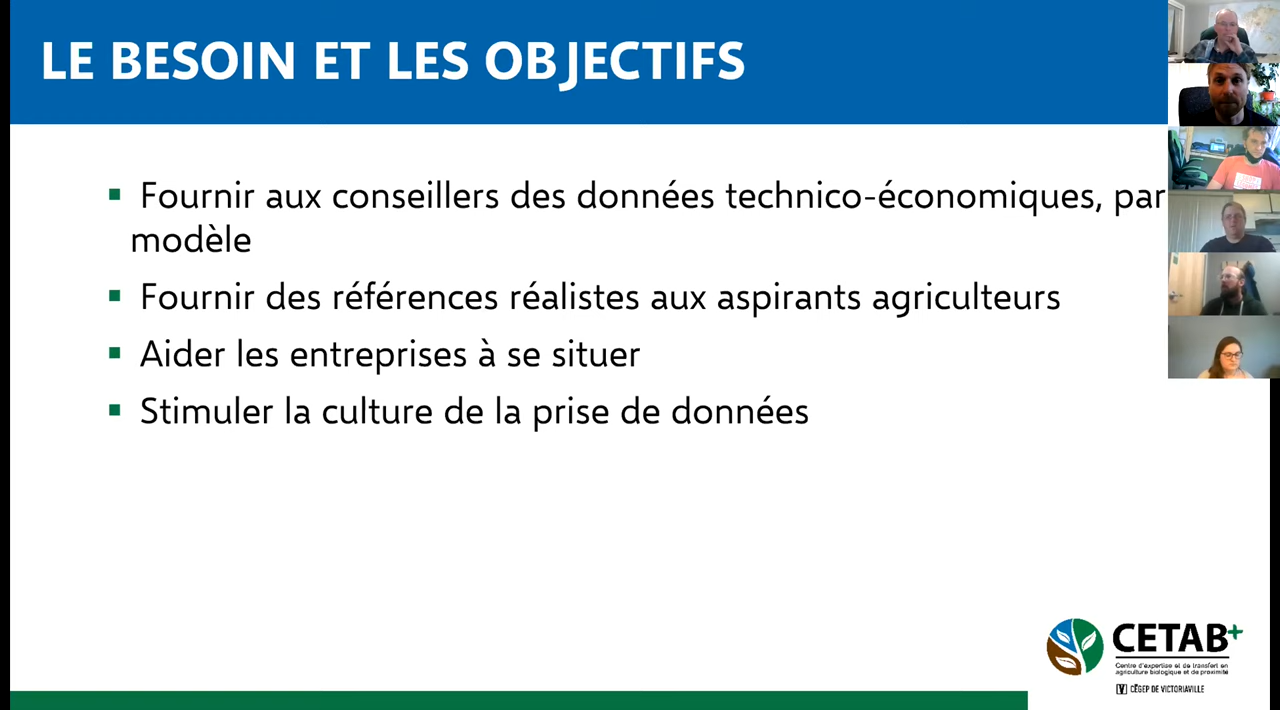 LE BESOIN ET LES OBJECTIFS
Fournir aux conseillers des données technico-économiques, par
modèle
Fournir des références réalistes aux aspirants agriculteurs
Aider les entreprises à se situer
Stimuler la culture de la prise de données
CETAB+
Centre d'expertise et de transfert en
agriculture biologique et de proximité
CÉGEP DE VICTORIAVILLE